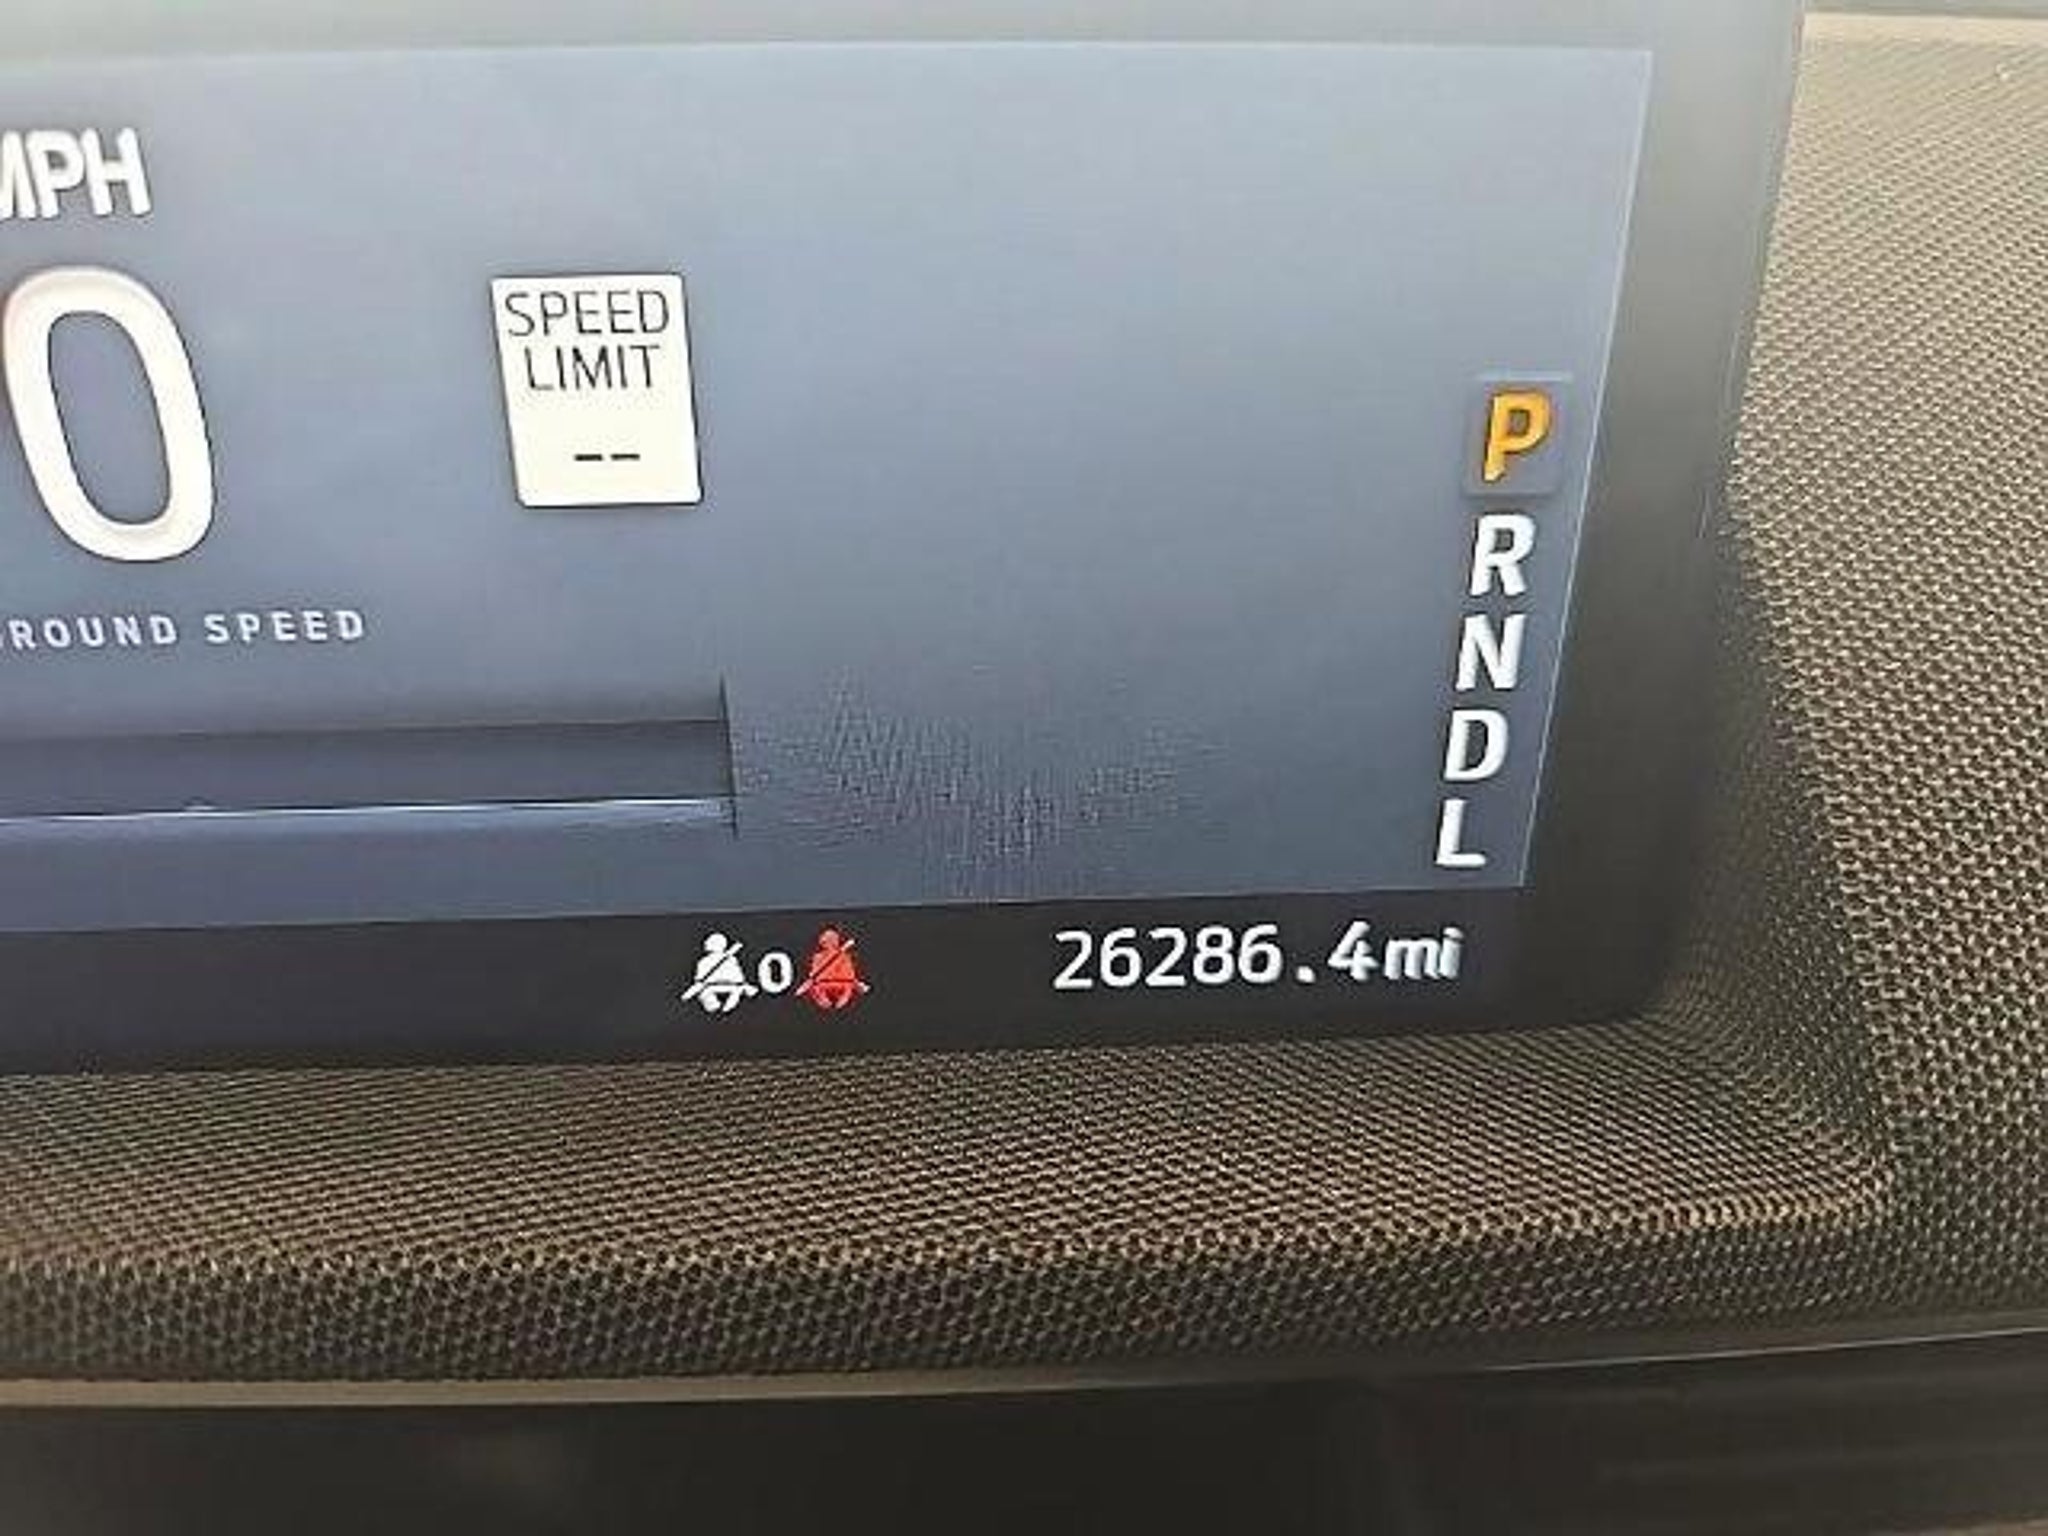 MPH
0
SPEED
LIMIT
--
ROUND SPEED
P
R
N
D
L
0
26286.4mi